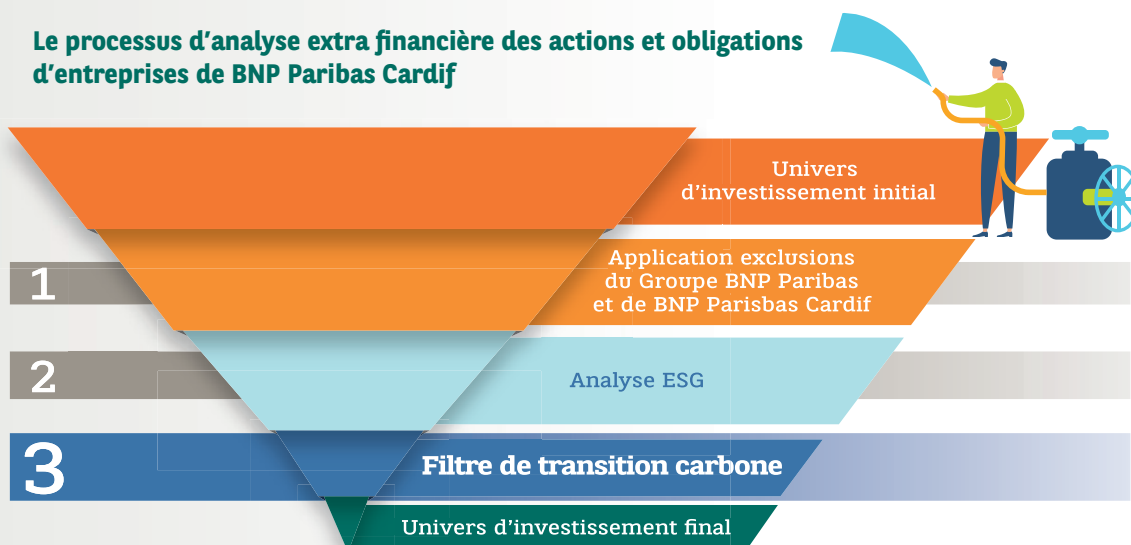 Le processus d’analyse extra financière des actions et obligations
d’entreprises de BNP Paribas Cardif
Univers
d'investissement initial
1
Application exclusions
du Groupe BNP Paribas
et de BNP Parisbas Cardif
2
Analyse ESG
3
Filtre de transition carbone
Univers d'investissement final